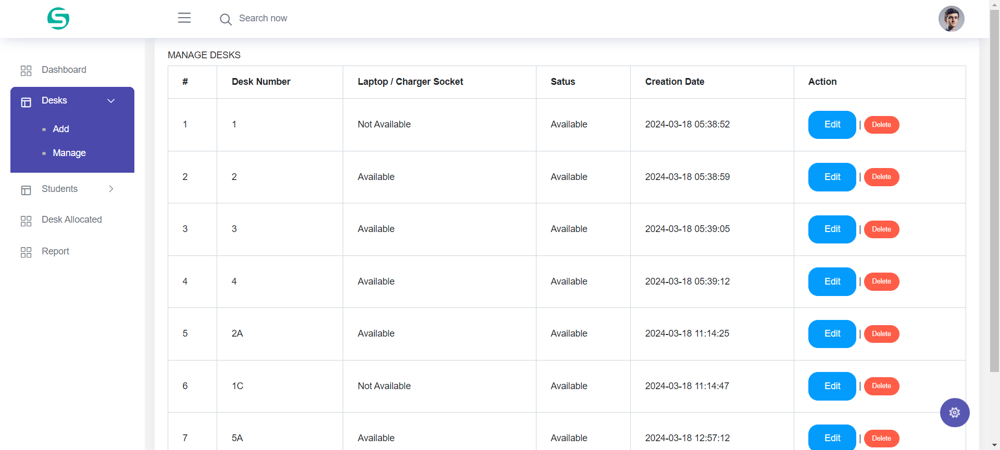 Search now
Dashboard
Desks
Add
Manage
Students
Desk Allocated
Report
MANAGE DESKS
# Desk Number Laptop / Charger Socket Satus Creation Date Action
1 1 Not Available Available 2024-03-18 05:38:52 Edit | Delete
2 2 Available Available 2024-03-18 05:38:59 Edit | Delete
3 3 Available Available 2024-03-18 05:39:05 Edit | Delete
4 4 Available Available 2024-03-18 05:39:12 Edit | Delete
5 2A Available Available 2024-03-18 11:14:25 Edit | Delete
6 1C Not Available Available 2024-03-18 11:14:47 Edit | Delete
7 5A Available Available 2024-03-18 12:57:12 Edit | Delete